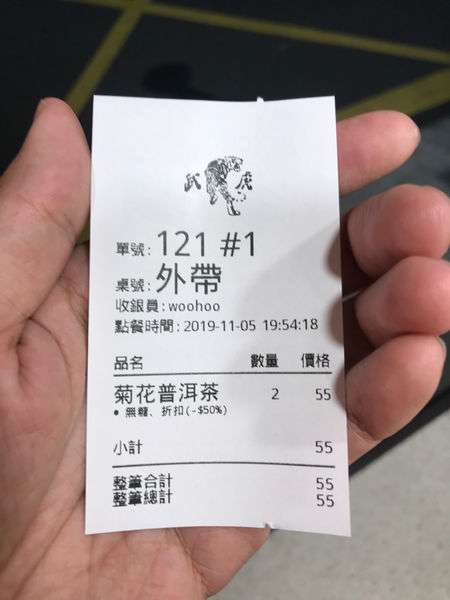 武虎
單號: 121 #1
桌號: 外帶
收銀員: woohoo
點餐時間: 2019-11-05 19:54:18
品名 數量 價格
菊花普洱茶 2 55
• 無糖、折扣(-$50%)
小計 55
整筆合計 55
整筆總計 55